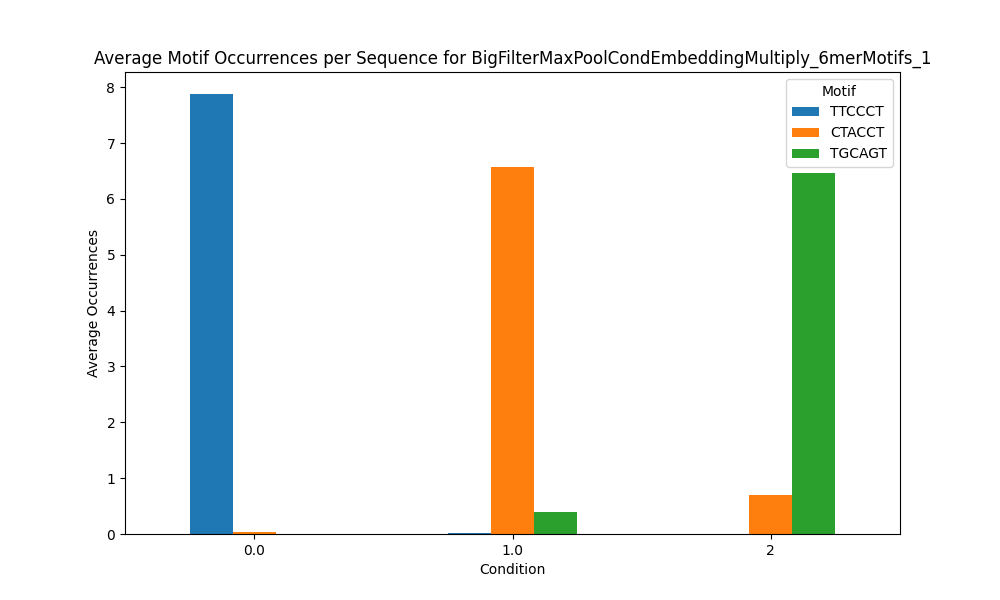 Average Motif Occurrences per Sequence for BigFilterMaxPoolCondEmbeddingMultiply_6merMotifs_1
Motif
TTCCCT
CTACCT
TGCAGT
Average Occurrences
8
7
6
5
4
3
2
1
0
0.0
1.0
2
Condition